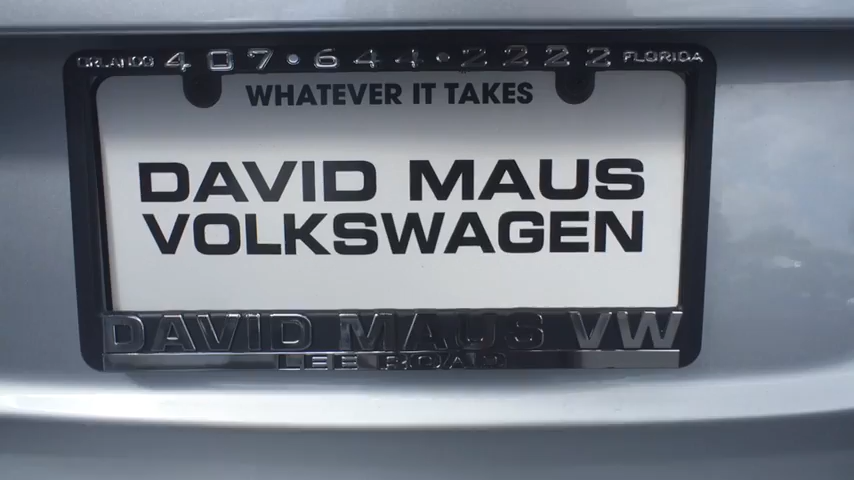 ORLANDO 407•644•2222 FLORIDA
WHATEVER IT TAKES
DAVID MAUS
VOLKSWAGEN
DAVID MAUS VW
LEE ROAD